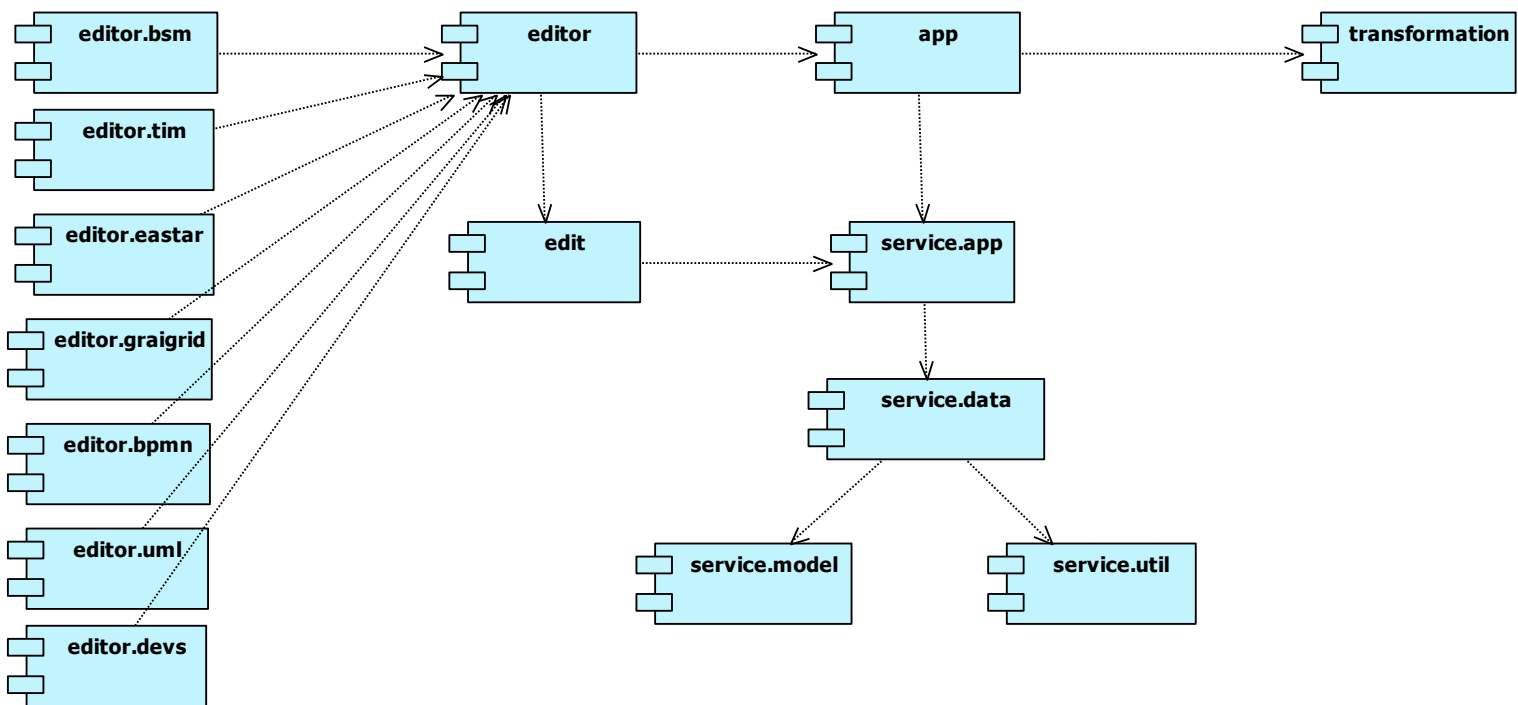 editor.bsm
editor
app
transformation
editor.tim
editor.eastar
edit
service.app
editor.graigrid
service.data
editor.bpmn
editor.uml
service.model
service.util
editor.devs